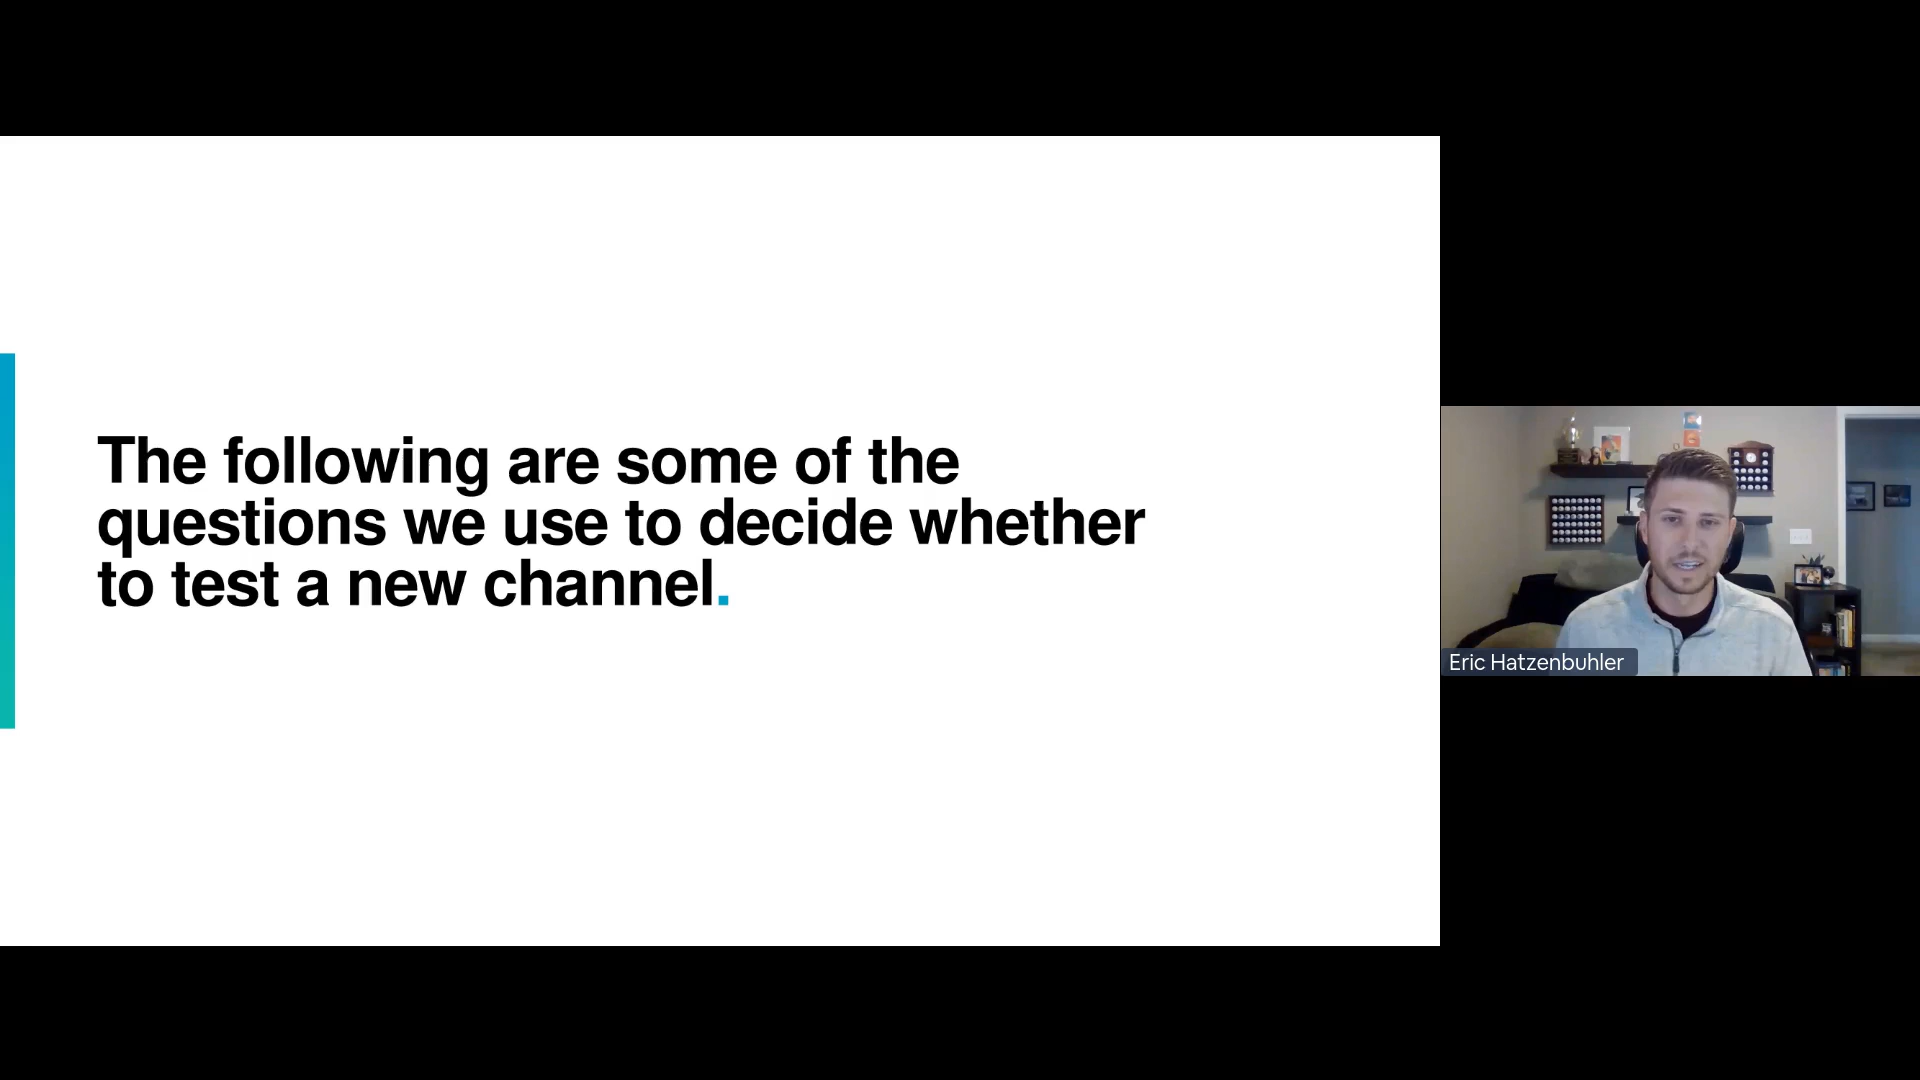 The following are some of the
questions we use to decide whether
to test a new channel.
Eric Hatzenbuhler